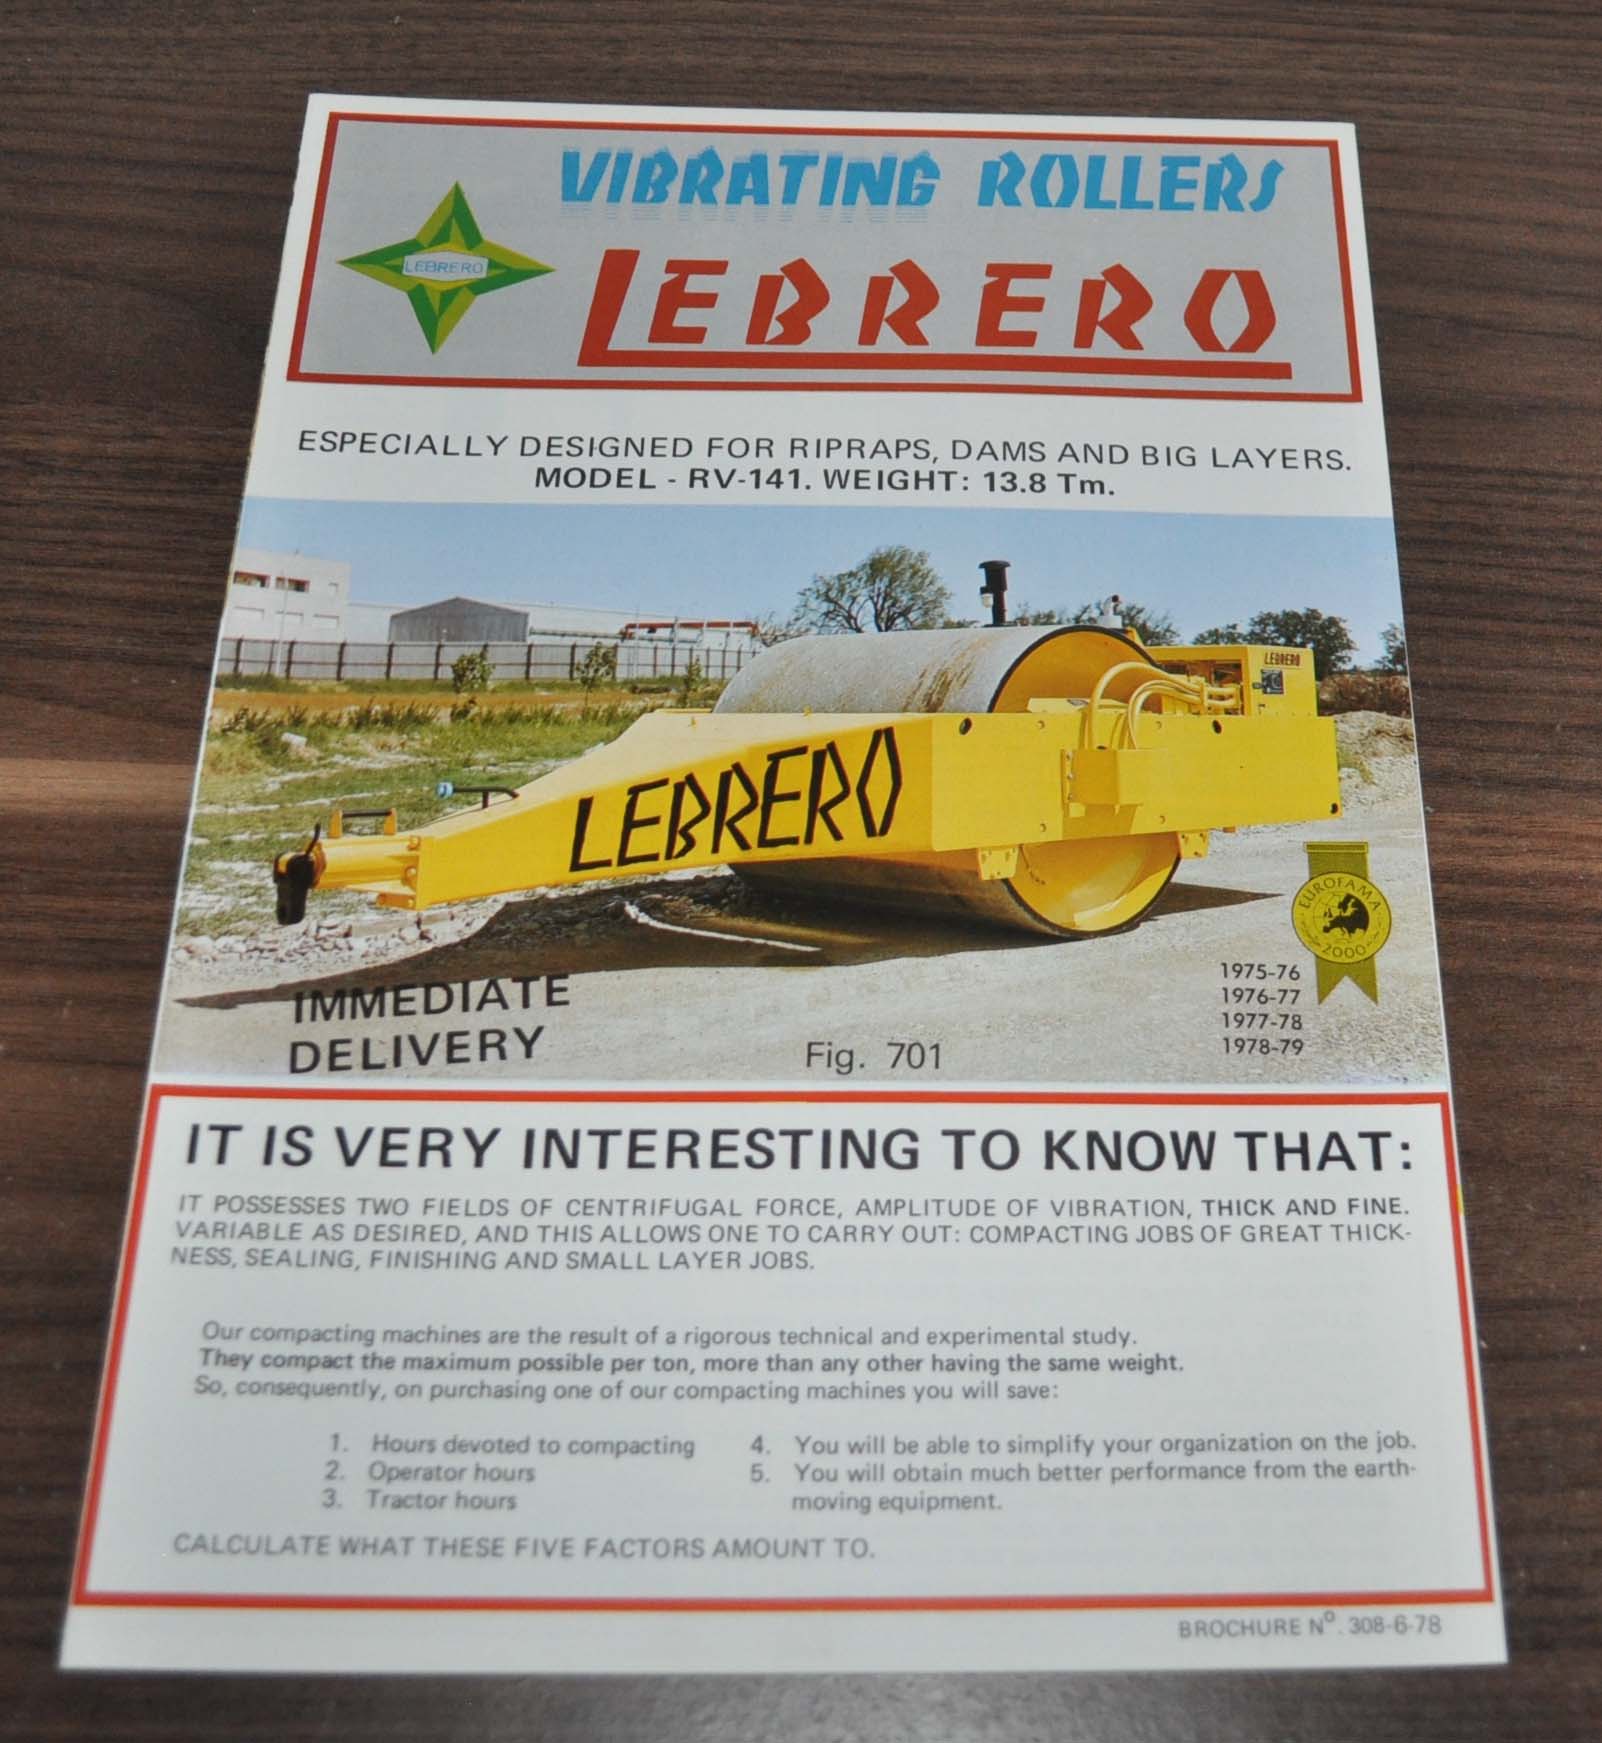 VIBRATING ROLLERS
LEBRERO
LEBRERO
ESPECIALLY DESIGNED FOR RIPRAPS, DAMS AND BIG LAYERS.
MODEL - RV-141. WEIGHT: 13.8 Tm.
LEBRERO
LEBRERO
EUROFAMA
2000
1975-76
1976-77
1977-78
1978-79
IMMEDIATE
DELIVERY
Fig. 701
IT IS VERY INTERESTING TO KNOW THAT:
IT POSSESSES TWO FIELDS OF CENTRIFUGAL FORCE, AMPLITUDE OF VIBRATION, THICK AND FINE.
VARIABLE AS DESIRED, AND THIS ALLOWS ONE TO CARRY OUT: COMPACTING JOBS OF GREAT THICK-
NESS, SEALING, FINISHING AND SMALL LAYER JOBS.
Our compacting machines are the result of a rigorous technical and experimental study.
They compact the maximum possible per ton, more than any other having the same weight.
So, consequently, on purchasing one of our compacting machines you will save:
1. Hours devoted to compacting
2. Operator hours
3. Tractor hours
4. You will be able to simplify your organization on the job.
5. You will obtain much better performance from the earth-
moving equipment.
CALCULATE WHAT THESE FIVE FACTORS AMOUNT TO.
BROCHURE Nº. 308-6-78